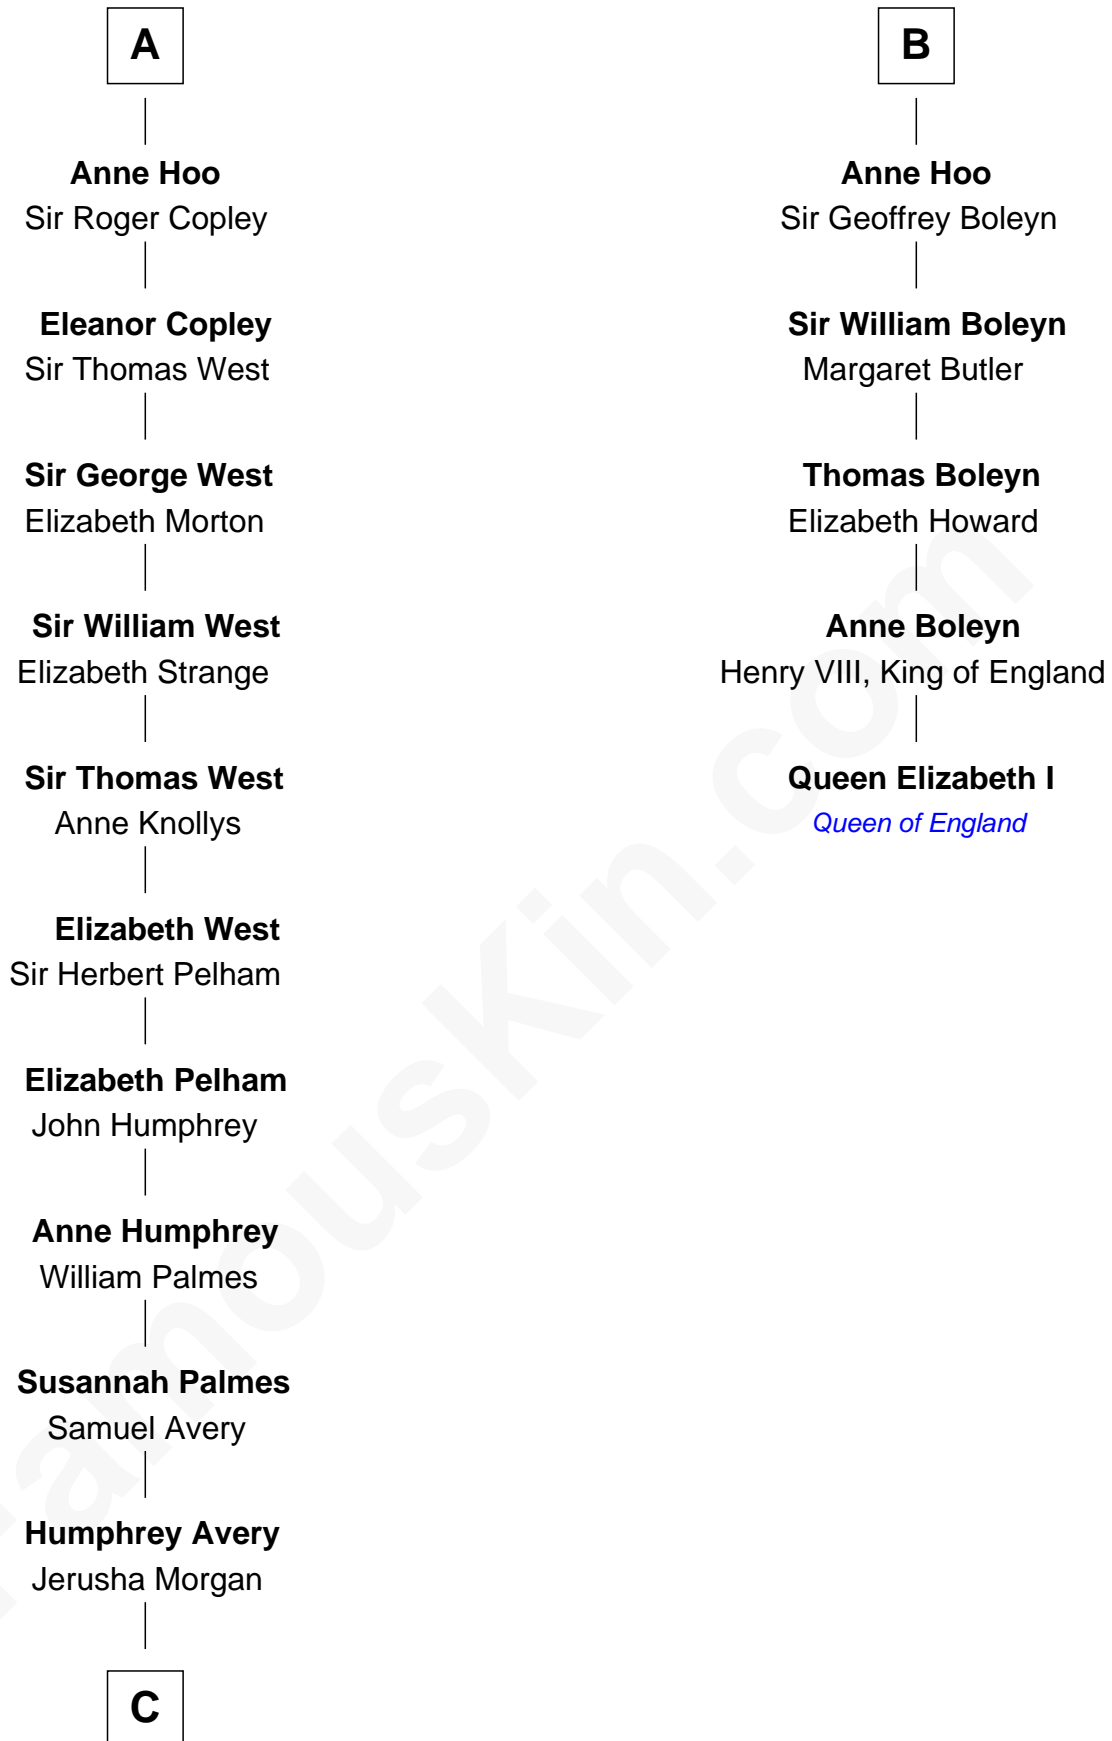 A
Anne Hoo
Sir Roger Copley
Eleanor Copley
Sir Thomas West
Sir George West
Elizabeth Morton
Sir William West
Elizabeth Strange
Sir Thomas West
Anne Knollys
Elizabeth West
Sir Herbert Pelham
Elizabeth Pelham
John Humphrey
Anne Humphrey
William Palmes
Susannah Palmes
Samuel Avery
Humphrey Avery
Jerusha Morgan
C
B
Anne Hoo
Sir Geoffrey Boleyn
Sir William Boleyn
Margaret Butler
Thomas Boleyn
Elizabeth Howard
Anne Boleyn
Henry VIII, King of England
Queen Elizabeth I
Queen of England
FamousKin.com